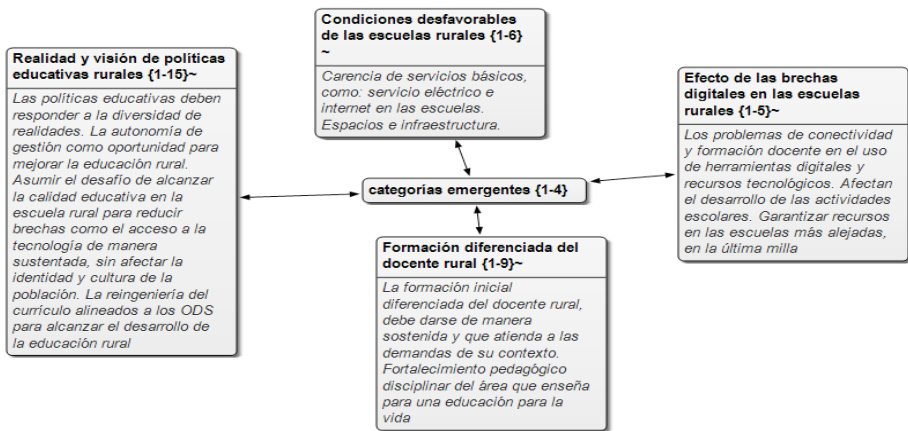 Condiciones desfavorables
de las escuelas rurales {1-6}
~
Carencia de servicios básicos,
como: servicio eléctrico e
internet en las escuelas.
Espacios e infraestructura.
Realidad y visión de políticas
educativas rurales {1-15}~
Las políticas educativas deben
responder a la diversidad de
realidades. La autonomía de
gestión como oportunidad para
mejorar la educación rural.
Asumir el desafío de alcanzar
la calidad educativa en la
escuela rural para reducir
brechas como el acceso a la
tecnología de manera
sustentada, sin afectar la
identidad y cultura de la
población. La reingeniería del
currículo alineados a los ODS
para alcanzar el desarrollo de
la educación rural
Efecto de las brechas
digitales en las escuelas
rurales {1-5}~
Los problemas de conectividad
y formación docente en el uso
de herramientas digitales y
recursos tecnológicos. Afectan
el desarrollo de las actividades
escolares. Garantizar recursos
en las escuelas más alejadas,
en la última milla
categorías emergentes {1-4}
Formación diferenciada del
docente rural {1-9}~
La formación inicial
diferenciada del docente rural,
debe darse de manera
sostenida y que atienda a las
demandas de su contexto.
Fortalecimiento pedagógico
disciplinar del área que enseña
para una educación para la
vida